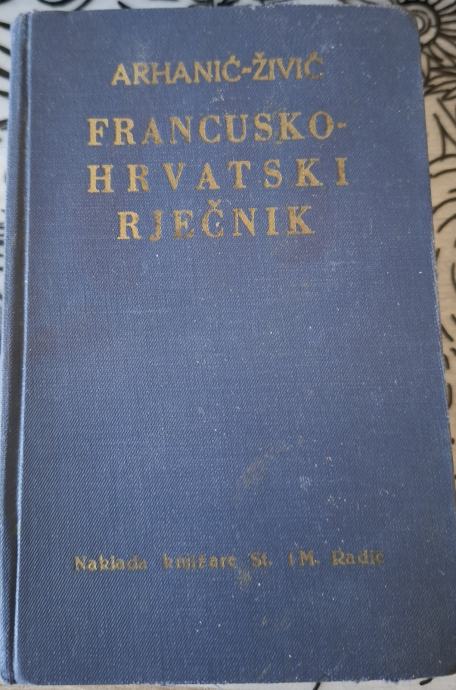 ARHANIĆ-ŽIVIĆ
FRANCUSKO-
HRVATSKI
RJEČNIK
Naklada knjižare St. i M. Radić